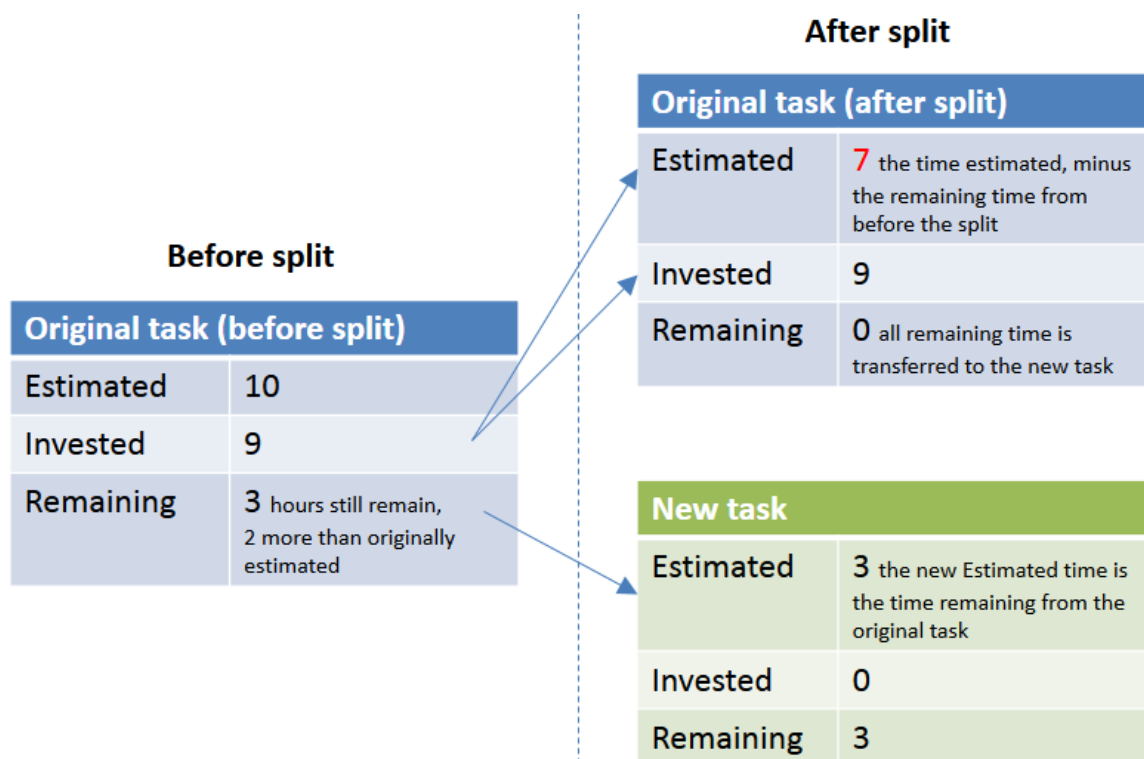 Before split
Original task (before split)
Estimated 10
Invested 9
Remaining 3 hours still remain,
2 more than originally
estimated
After split
Original task (after split)
Estimated 7 the time estimated, minus
the remaining time from
before the split
Invested 9
Remaining 0 all remaining time is
transferred to the new task
New task
Estimated 3 the new Estimated time is
the time remaining from the
original task
Invested 0
Remaining 3